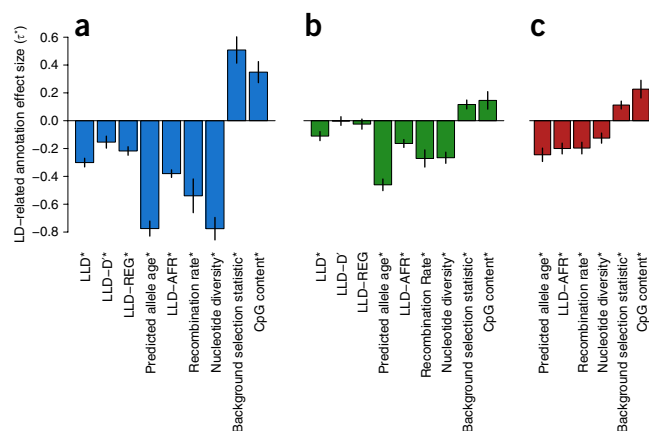 a
b
c
LD−related annotation effect size (τ*)
0.6
0.4
0.2
0.0
−0.2
−0.4
−0.6
−0.8
LLD*
LLD−D'*
LLD−REG*
Predicted allele age*
LLD−AFR*
Recombination rate*
Nucleotide diversity*
Background selection statistic*
CpG content*
LLD*
LLD−D'
LLD−REG
Predicted allele age*
LLD−AFR*
Recombination Rate*
Nucleotide diversity*
Background selection statistic*
CpG content*
Predicted allele age*
LLD−AFR*
Recombination rate*
Nucleotide diversity*
Background selection statistic*
CpG content*